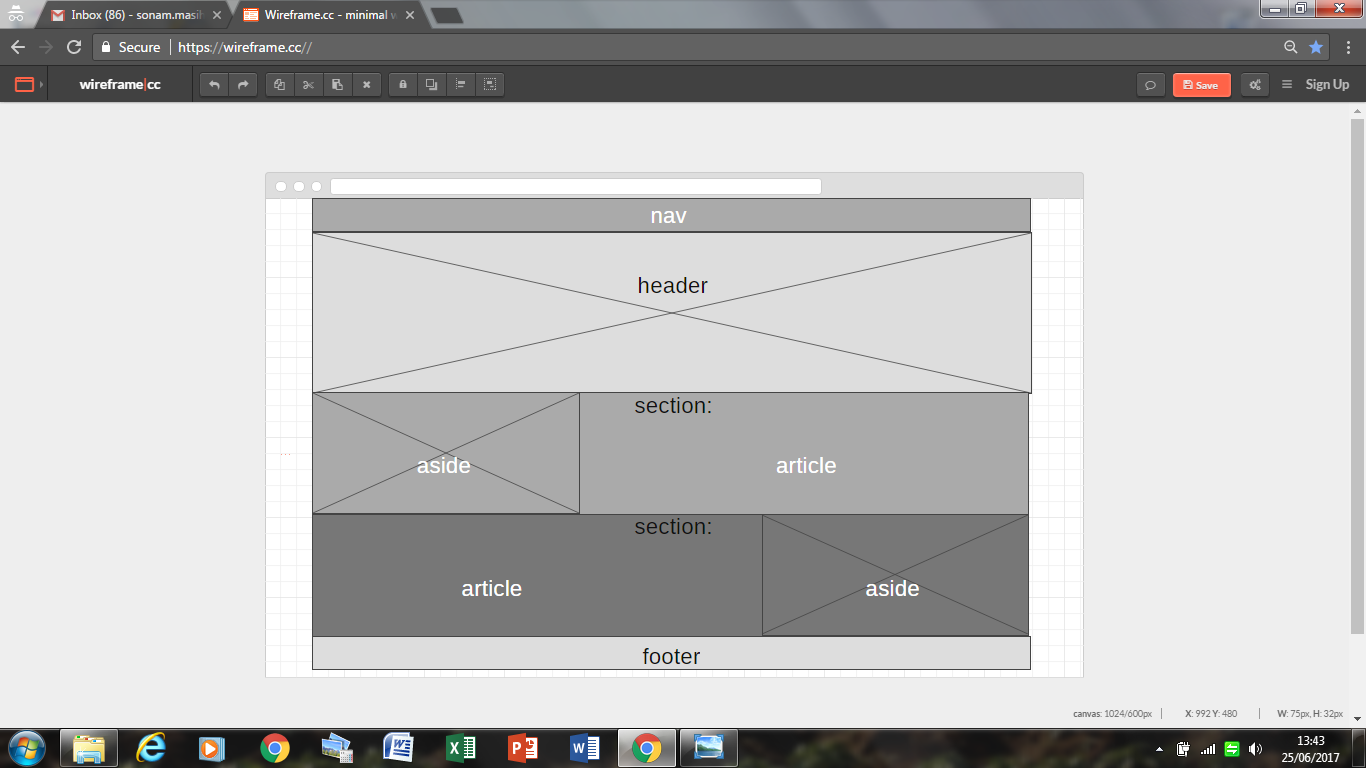 Inbox (86) - sonam.masih
Wireframe.cc - minimal w
Secure https://wireframe.cc//
wireframe|cc
Save
Sign Up
nav
header
section:
aside
article
section:
article
aside
footer
canvas: 1024/600px
X: 992 Y: 480
W: 75px, H: 32px
13:43
25/06/2017